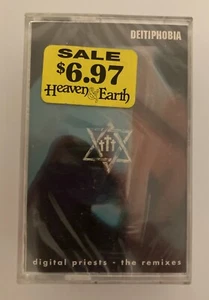 DEITIPHOBIA
SALE
$6.97
Heaven & Earth
digital priests - the remixes